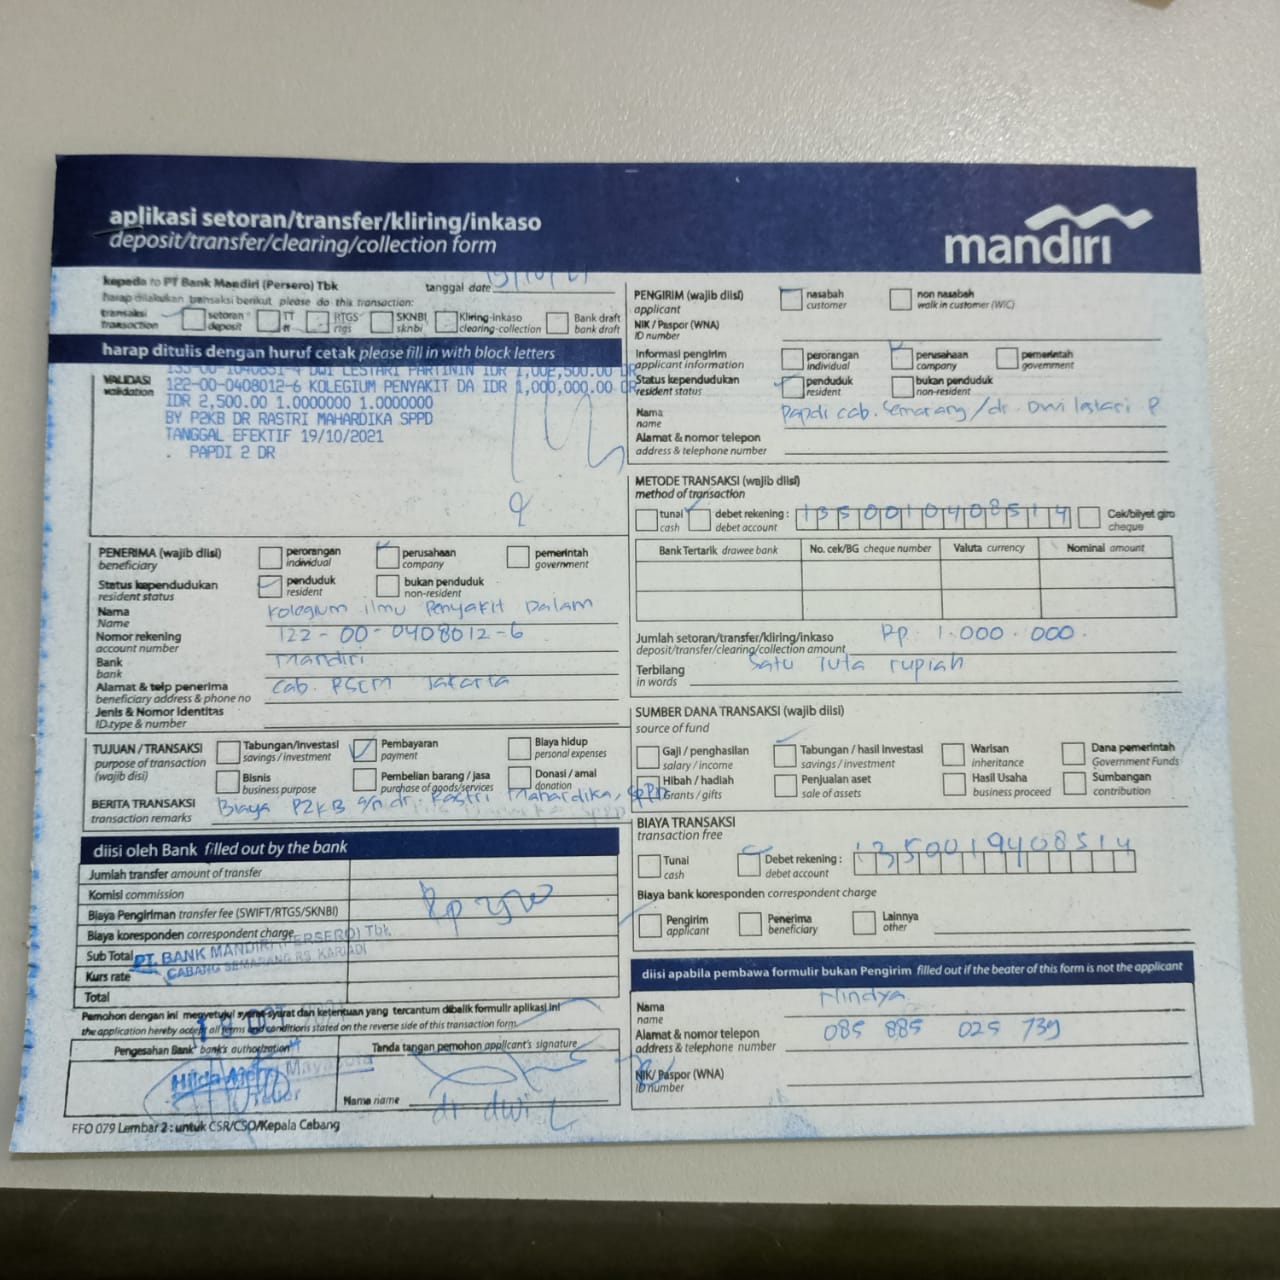 aplikasi setoran/transfer/kliring/inkaso
deposit/transfer/clearing/collection form
mandiri
kepada to PT Bank Mandiri (Persero) Tbk
tanggal date
harap dilakukan transaksi berikut please do this transaction:
transaksi transaction
setoran deposit
TT tt
RTGS rtgs
SKNBI sknbi
Kliring-inkaso clearing-collection
Bank draft bank draft
harap ditulis dengan huruf cetak please fill in with block letters
VALIDASI validation
133-00-1040851-4 DWI LESTARI PARTININ IDR 1,002,500.00 DR
122-00-0408012-6 KOLEGIUM PENYAKIT DA IDR 1,000,000.00 CR
IDR 2,500.00 1.0000000 1.0000000
BY P2KB DR RASTRI MAHARDIKA SPPD
TANGGAL EFEKTIF 19/10/2021
. PAPDI 2 DR
PENERIMA (wajib diisi) beneficiary
perorangan individual
perusahaan company
pemerintah government
Status kependudukan resident status
penduduk resident
bukan penduduk non-resident
Nama Name Kolegium Ilmu Penyakit Dalam
Nomor rekening account number 122-00-0408012-6
Bank bank Mandiri
Alamat & telp penerima beneficiary address & phone no cab. RSCM Jakarta
Jenis & Nomor Identitas ID.type & number
TUJUAN / TRANSAKSI purpose of transaction (wajib disi)
Tabungan/Investasi savings / investment
Pembayaran payment
Biaya hidup personal expenses
Bisnis business purpose
Pembelian barang / jasa purchase of goods/services
Donasi / amal donation
BERITA TRANSAKSI transaction remarks Biaya P2KB a/n dr. Rastri Mahardika, SpPD
diisi oleh Bank filled out by the bank
Jumlah transfer amount of transfer
Komisi commission
Biaya Pengiriman transfer fee (SWIFT/RTGS/SKNBI)
Biaya koresponden correspondent charge
Sub Total
Kurs rate
Total
PT. BANK MANDIRI (PERSERO) Tbk
CABANG SEMARANG RS KARIADI
Pemohon dengan ini menyetujui syarat-syarat dan ketentuan yang tercantum dibalik formulir aplikasi ini
the application hereby accept all terms and conditions stated on the reverse side of this transaction form.
Pengesahan Bank bank's authorization
Tanda tangan pemohon applicant's signature
Teller
Nama name dr dwi L
FFO 079 Lembar 2 : untuk CSR/CSO/Kepala Cabang
PENGIRIM (wajib diisi) applicant
nasabah customer
non nasabah walk in customer (WIC)
NIK / Paspor (WNA) ID number
Informasi pengirim applicant information
perorangan individual
perusahaan company
pemerintah government
Status kependudukan resident status
penduduk resident
bukan penduduk non-resident
Nama name Papdi cab. Semarang / dr. Dwi Lestari P
Alamat & nomor telepon address & telephone number
METODE TRANSAKSI (wajib diisi) method of transaction
tunai cash
debet rekening : debet account 1350010408514
Cek/bilyet giro cheque
Bank Tertarik drawee bank
No. cek/BG cheque number
Valuta currency
Nominal amount
Jumlah setoran/transfer/kliring/inkaso deposit/transfer/clearing/collection amount Rp. 1.000.000.
Terbilang in words Satu Juta rupiah
SUMBER DANA TRANSAKSI (wajib diisi) source of fund
Gaji / penghasilan salary / income
Tabungan / hasil investasi savings / investment
Warisan inheritance
Dana pemerintah Government Funds
Hibah / hadiah Grants / gifts
Penjualan aset sale of assets
Hasil Usaha business proceed
Sumbangan contribution
BIAYA TRANSAKSI transaction free
Tunai cash
Debet rekening : debet account
Biaya bank koresponden correspondent charge
Pengirim applicant
Penerima beneficiary
Lainnya other
diisi apabila pembawa formulir bukan Pengirim filled out if the beater of this form is not the applicant
Nama name Nindya
Alamat & nomor telepon address & telephone number 085 885 025 739
NIK/ Paspor (WNA) ID number